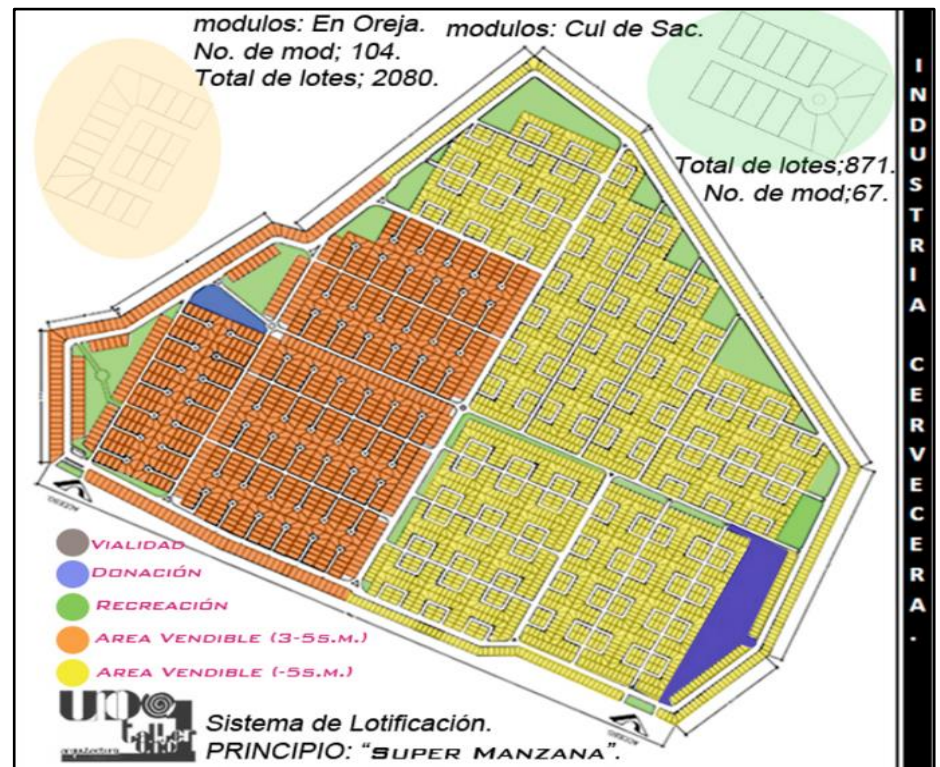 modulos: En Oreja.
No. de mod; 104.
Total de lotes; 2080.
modulos: Cul de Sac.
Total de lotes;871.
No. de mod;67.
INDUSTRIA CERVECERA.
ACCESO
VIALIDAD
DONACIÓN
RECREACIÓN
AREA VENDIBLE (3-5S.M.)
AREA VENDIBLE (-5S.M.)
ACCESO
Sistema de Lotificación.
PRINCIPIO: "SUPER MANZANA".